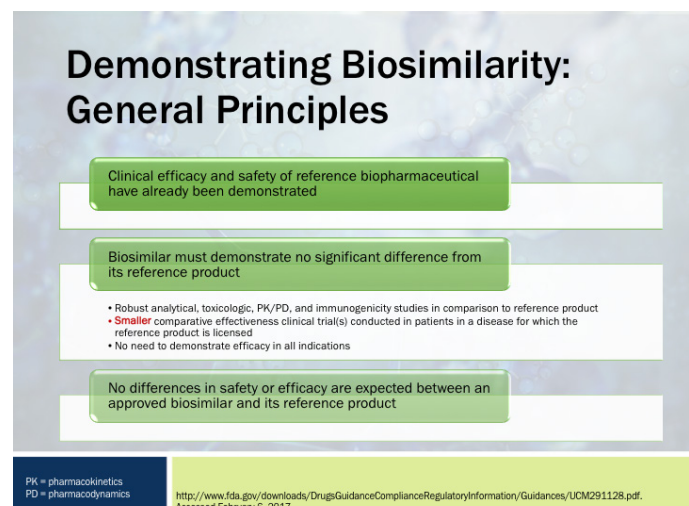 Demonstrating Biosimilarity:
General Principles
Clinical efficacy and safety of reference biopharmaceutical
have already been demonstrated
Biosimilar must demonstrate no significant difference from
its reference product
• Robust analytical, toxicologic, PK/PD, and immunogenicity studies in comparison to reference product
• Smaller comparative effectiveness clinical trial(s) conducted in patients in a disease for which the
reference product is licensed
• No need to demonstrate efficacy in all indications
No differences in safety or efficacy are expected between an
approved biosimilar and its reference product
PK = pharmacokinetics
PD = pharmacodynamics
http://www.fda.gov/downloads/DrugsGuidanceComplianceRegulatoryInformation/Guidances/UCM291128.pdf.
Accessed February 6, 2017